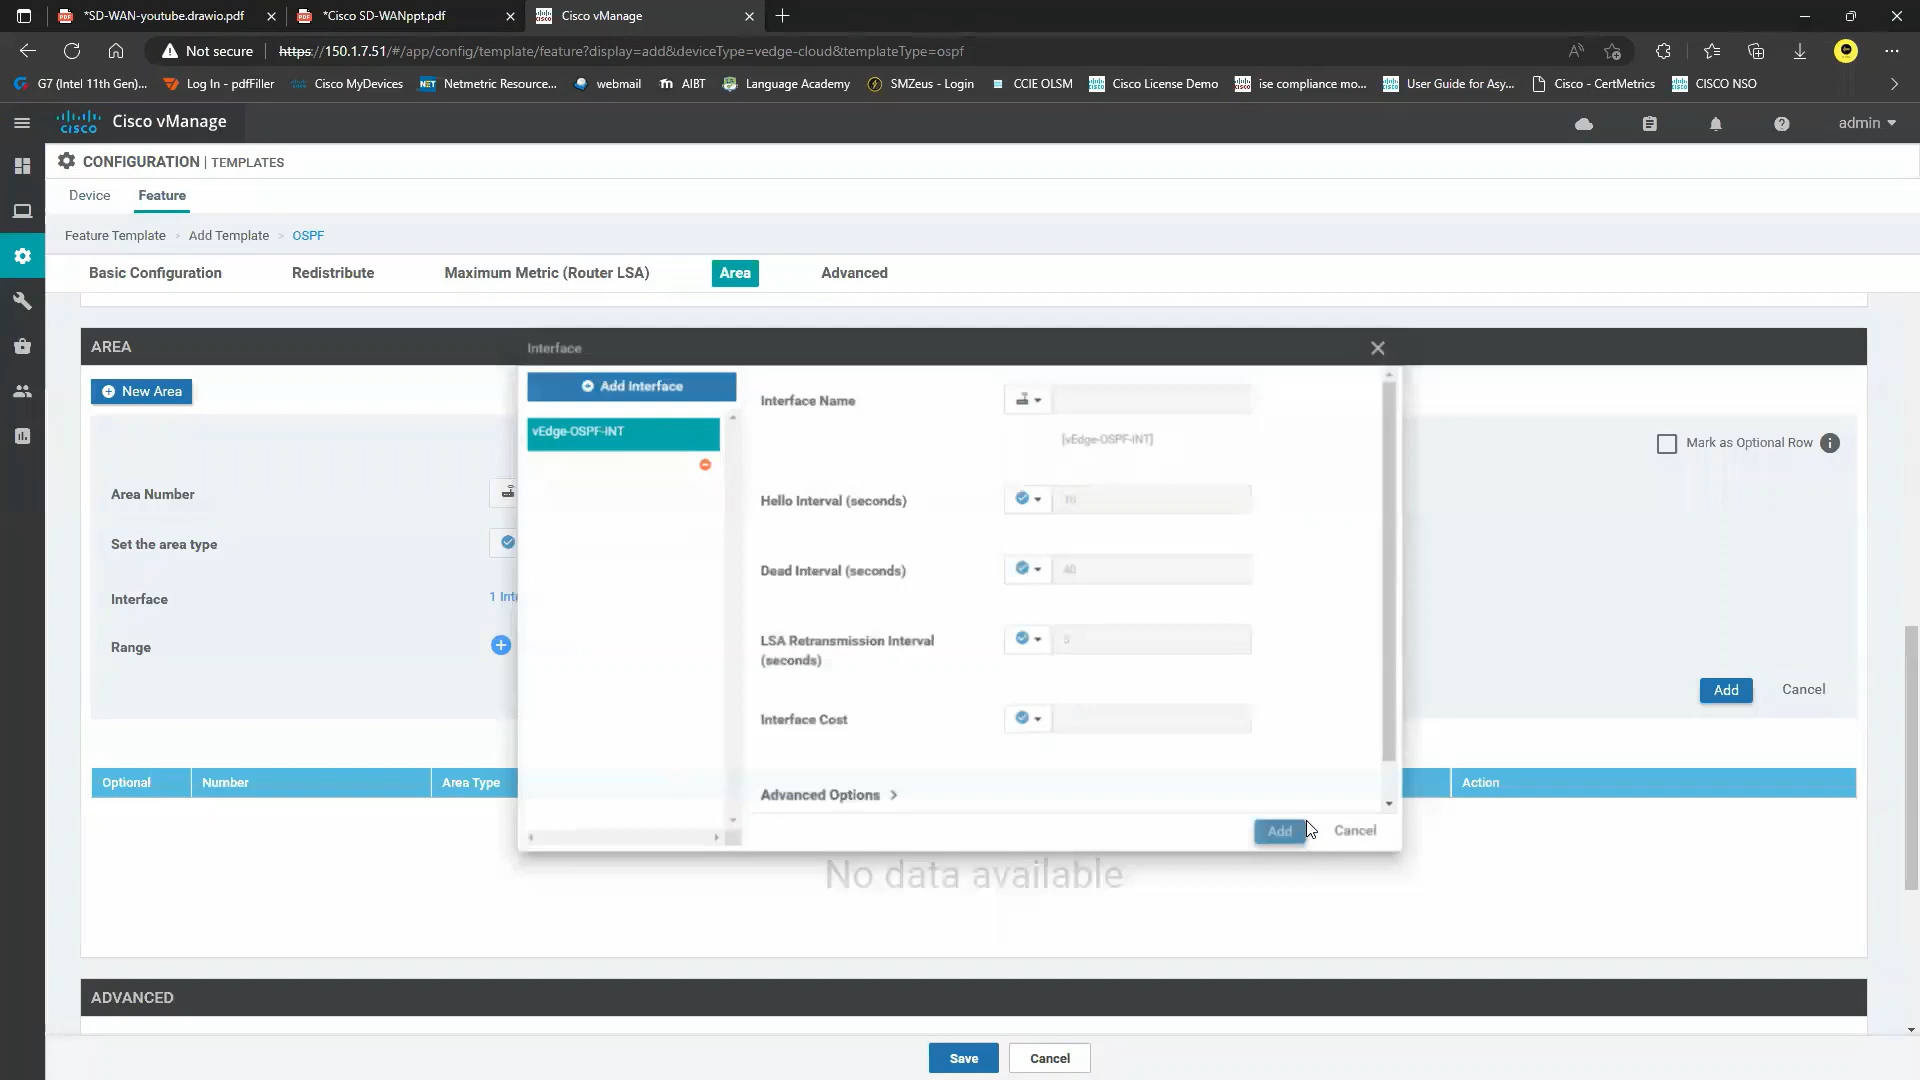 *SD-WAN-youtube.drawio.pdf
*Cisco SD-WANppt.pdf
Cisco vManage
Not secure
https://150.1.7.51/#/app/config/template/feature?display=add&deviceType=vedge-cloud&templateType=ospf
G7 (Intel 11th Gen)...
Log In - pdfFiller
Cisco MyDevices
NET
Netmetric Resource...
webmail
AIBT
Language Academy
SMZeus - Login
CCIE OLSM
Cisco License Demo
ise compliance mo...
User Guide for Asy...
Cisco - CertMetrics
CISCO NSO
CISCO
Cisco vManage
admin
CONFIGURATION | TEMPLATES
Device
Feature
Feature Template
Add Template
OSPF
Basic Configuration
Redistribute
Maximum Metric (Router LSA)
Area
Advanced
AREA
New Area
Mark as Optional Row
Area Number
Set the area type
Interface
1 Int
Range
Add
Cancel
Interface
Add Interface
vEdge-OSPF-INT
Interface Name
[vEdge-OSPF-INT]
Hello Interval (seconds)
10
Dead Interval (seconds)
40
LSA Retransmission Interval
(seconds)
5
Interface Cost
Advanced Options
Add
Cancel
Optional
Number
Area Type
Action
No data available
ADVANCED
Save
Cancel